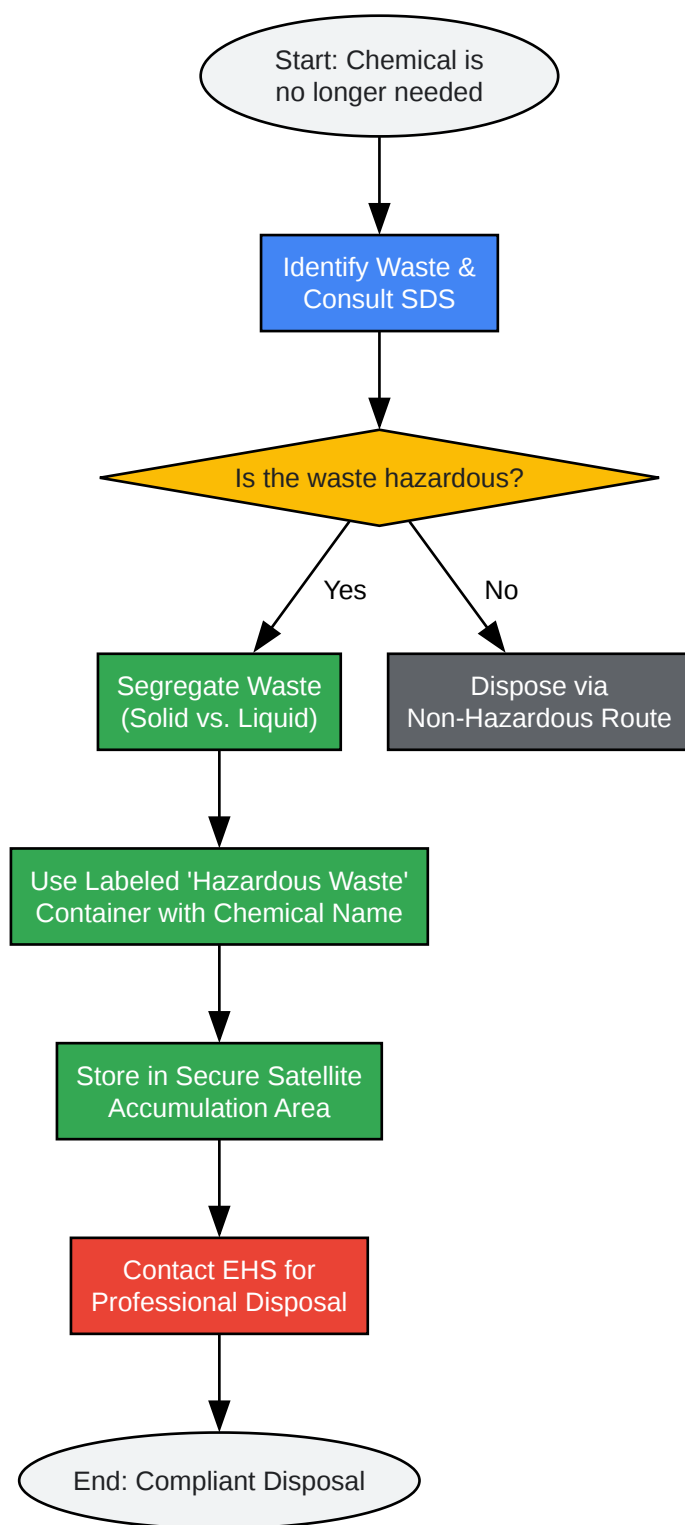 Start: Chemical is
no longer needed
Identify Waste &
Consult SDS
Is the waste hazardous?
Yes
No
Segregate Waste
(Solid vs. Liquid)
Dispose via
Non-Hazardous Route
Use Labeled 'Hazardous Waste'
Container with Chemical Name
Store in Secure Satellite
Accumulation Area
Contact EHS for
Professional Disposal
End: Compliant Disposal